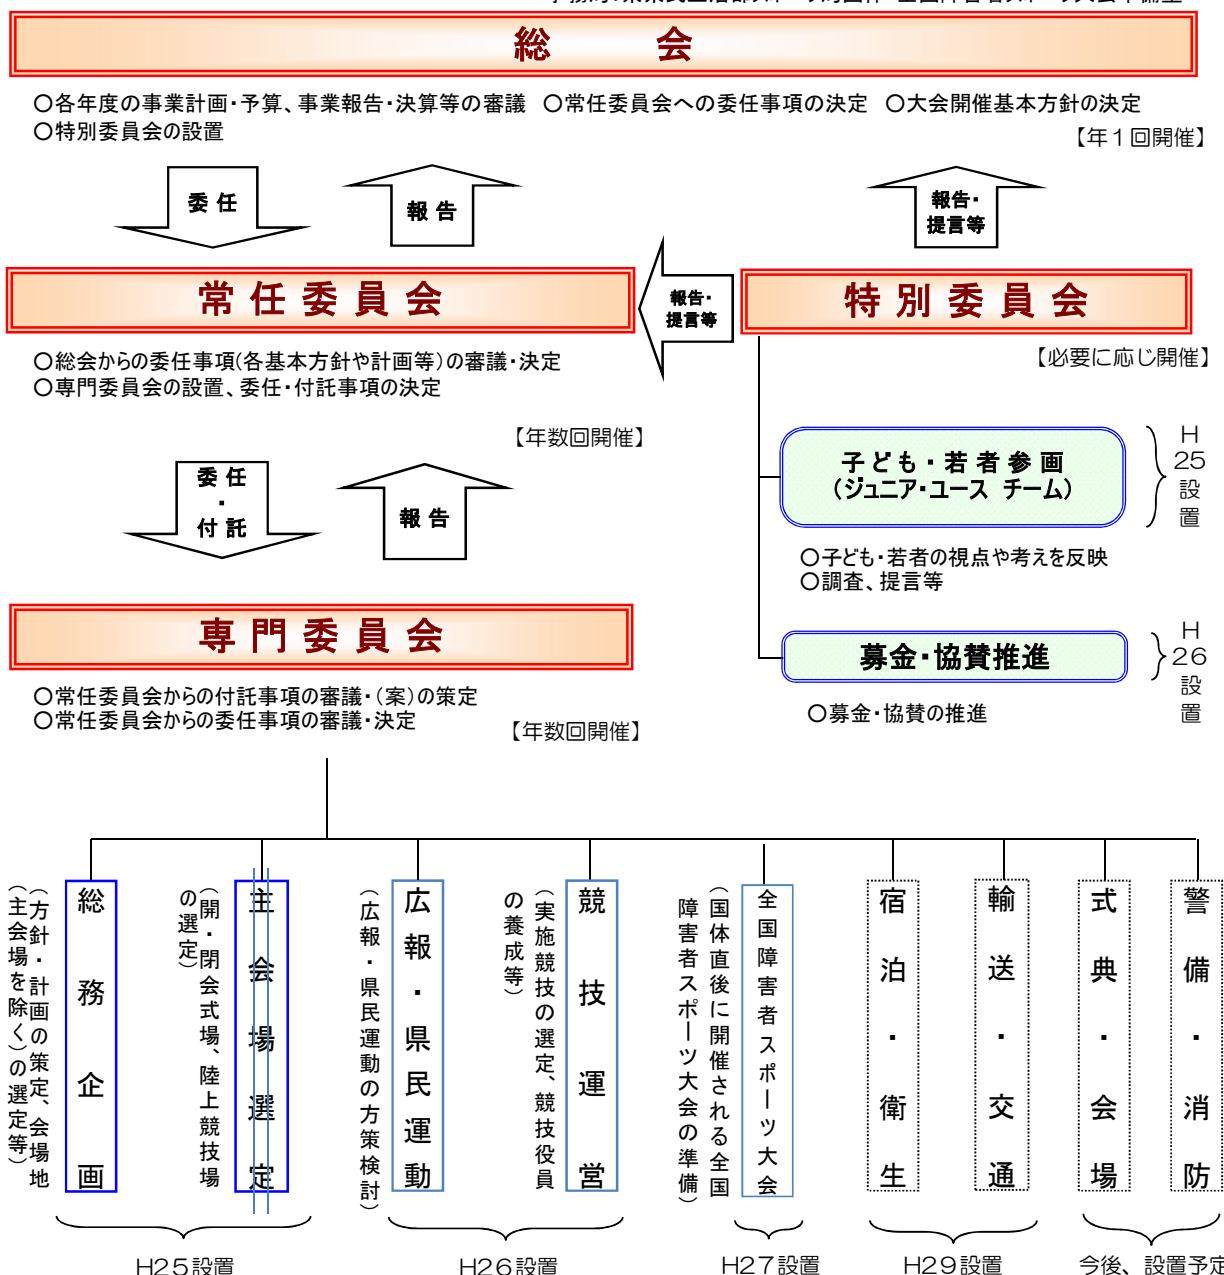 総会
○各年度の事業計画・予算、事業報告・決算等の審議 ○常任委員会への委任事項の決定 ○大会開催基本方針の決定
○特別委員会の設置
【年１回開催】
委任
報告
報告・
提言等
常任委員会
報告・
提言等
特別委員会
○総会からの委任事項(各基本方針や計画等)の審議・決定
○専門委員会の設置、委任・付託事項の決定
【年数回開催】
【必要に応じ開催】
子ども・若者参画
(ジュニア・ユース チーム)
H25設置
○子ども・若者の視点や考えを反映
○調査、提言等
委任
・
付託
報告
専門委員会
募金・協賛推進
H26設置
○募金・協賛の推進
○常任委員会からの付託事項の審議・(案)の策定
○常任委員会からの委任事項の審議・決定
【年数回開催】
総務企画
(方針・計画の策定、会場地
(主会場を除く)の選定等)
主会場選定
(開・閉会式場、陸上競技場
の選定)
広報・県民運動
(広報・県民運動の方策検討)
競技運営
(実施競技の選定、競技役員
の養成等)
全国障害者スポーツ大会
(国体直後に開催される全国
障害者スポーツ大会の準備)
宿泊・衛生
輸送・交通
式典・会場
警備・消防
H25設置
H26設置
H27設置
H29設置
今後、設置予定